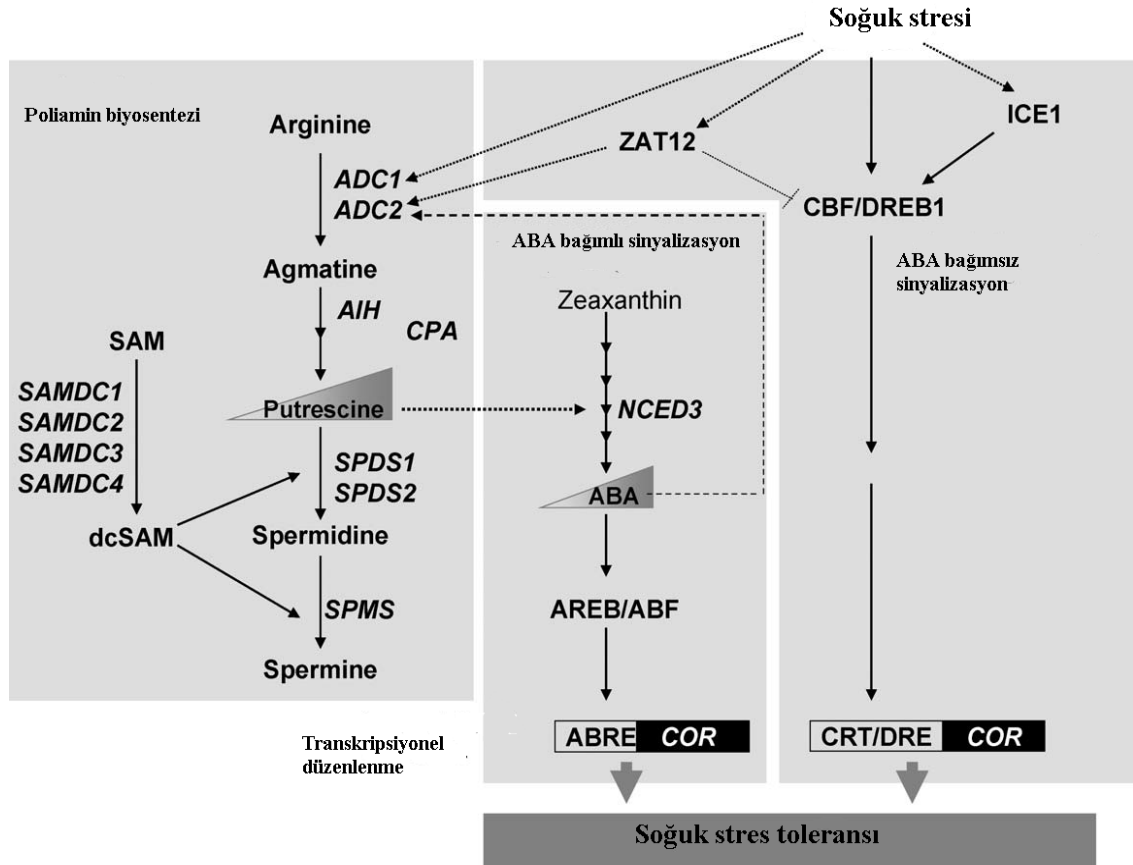 Soğuk stresi
Poliamin biyosentezi
Arginine
ADC1
ADC2
Agmatine
AIH
CPA
SAM
SAMDC1
SAMDC2
SAMDC3
SAMDC4
Putrescine
SPDS1
SPDS2
dcSAM
Spermidine
SPMS
Spermine
ZAT12
ICE1
CBF/DREB1
ABA bağımlı sinyalizasyon
ABA bağımsız
sinyalizasyon
Zeaxanthin
NCED3
ABA
AREB/ABF
Transkripsiyonel
düzenlenme
ABRE COR
CRT/DRE COR
Soğuk stres toleransı